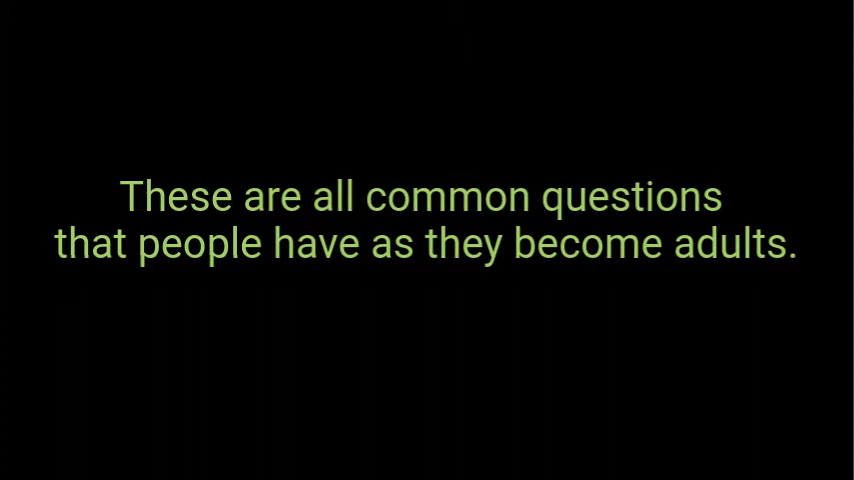 These are all common questions
that people have as they become adults.